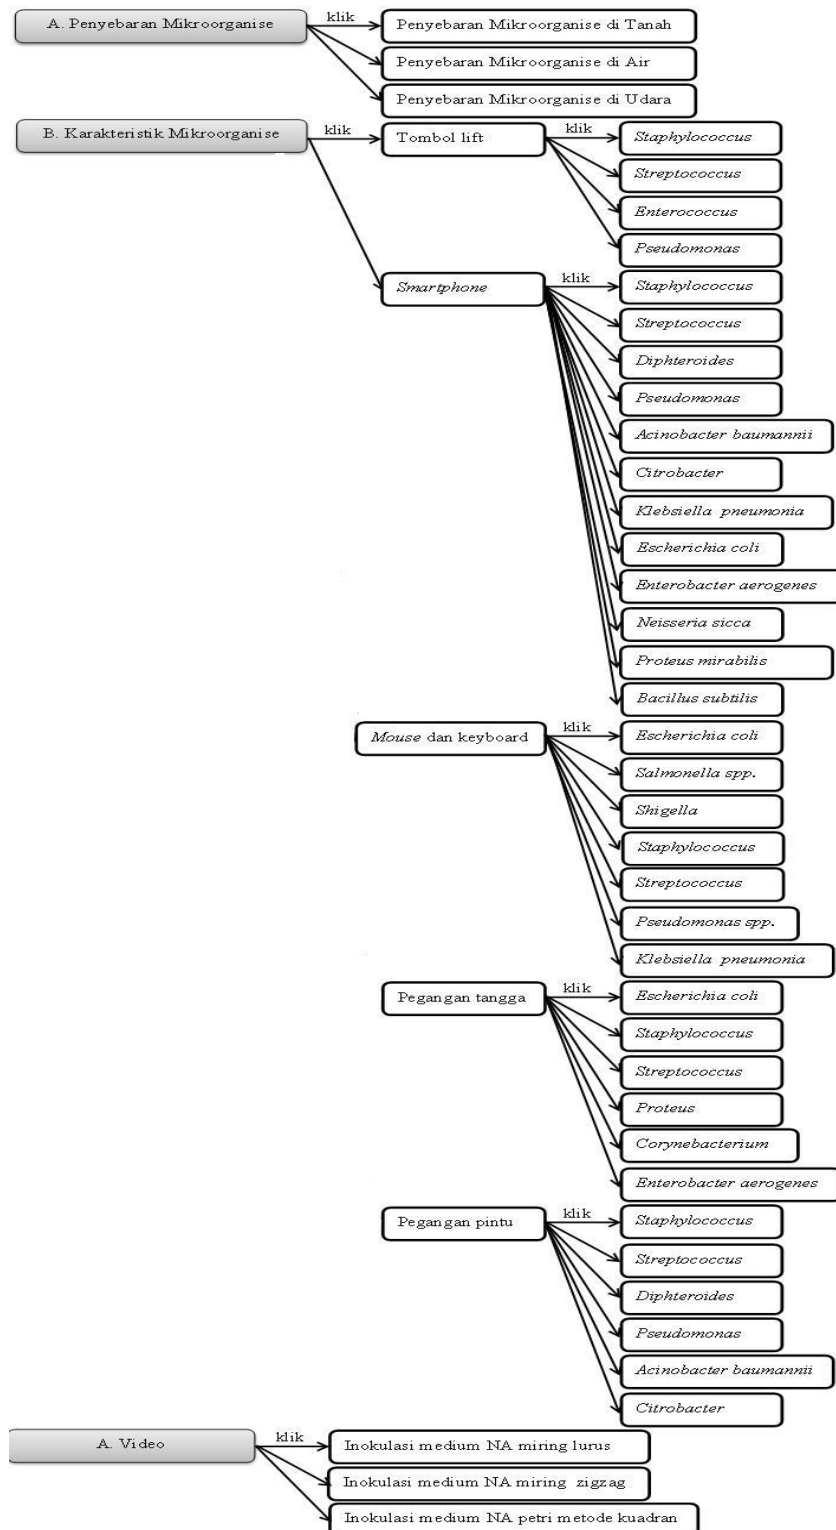 A. Penyebaran Mikroorganise
klik
Penyebaran Mikroorganise di Tanah
Penyebaran Mikroorganise di Air
Penyebaran Mikroorganise di Udara
B. Karakteristik Mikroorganise
klik
Tombol lift
klik
Staphylococcus
Streptococcus
Enterococcus
Pseudomonas
Smartphone
klik
Staphylococcus
Streptococcus
Diphteroides
Pseudomonas
Acinobacter baumannii
Citrobacter
Klebsiella pneumonia
Escherichia coli
Enterobacter aerogenes
Neisseria sicca
Proteus mirabilis
Bacillus subtilis
Mouse dan keyboard
klik
Escherichia coli
Salmonella spp.
Shigella
Staphylococcus
Streptococcus
Pseudomonas spp.
Klebsiella pneumonia
Pegangan tangga
klik
Escherichia coli
Staphylococcus
Streptococcus
Proteus
Corynebacterium
Enterobacter aerogenes
Pegangan pintu
klik
Staphylococcus
Streptococcus
Diphteroides
Pseudomonas
Acinobacter baumannii
Citrobacter
A. Video
klik
Inokulasi medium NA miring lurus
Inokulasi medium NA miring zigzag
Inokulasi medium NA petri metode kuadran